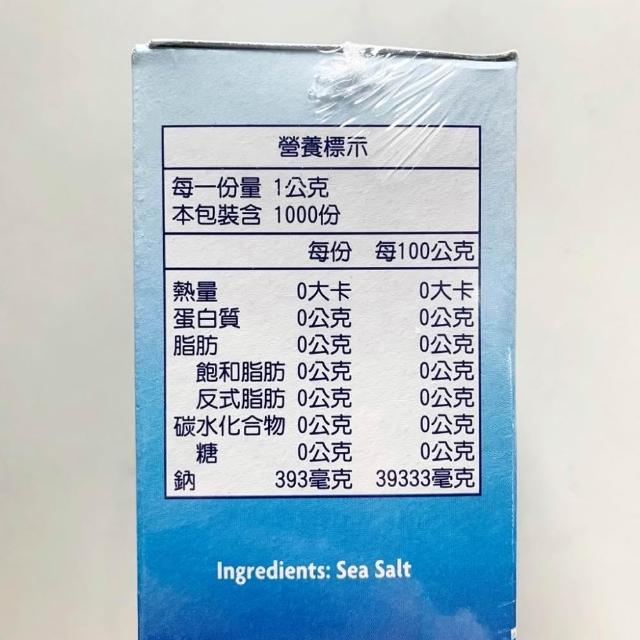 營養標示
每一份量 1公克
本包裝含 1000份
每份 每100公克
熱量 0大卡 0大卡
蛋白質 0公克 0公克
脂肪 0公克 0公克
飽和脂肪 0公克 0公克
反式脂肪 0公克 0公克
碳水化合物 0公克 0公克
糖 0公克 0公克
鈉 393毫克 39333毫克
Ingredients: Sea Salt